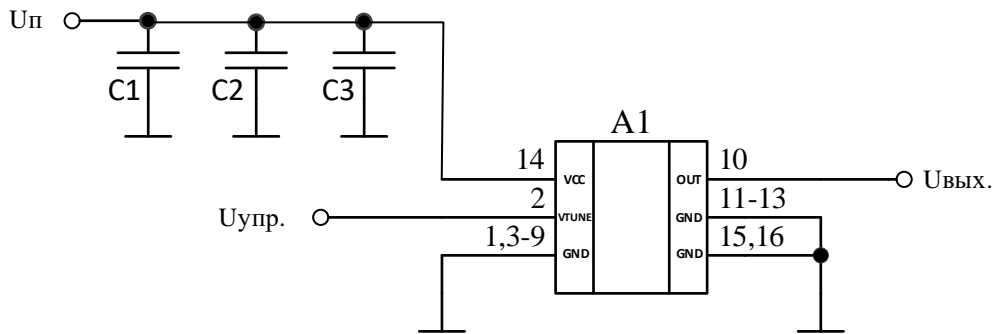 Uп
C1
C2
C3
A1
14
VCC
OUT
10
Uвых.
Uупр.
2
VTUNE
GND
11-13
1,3-9
GND
GND
15,16